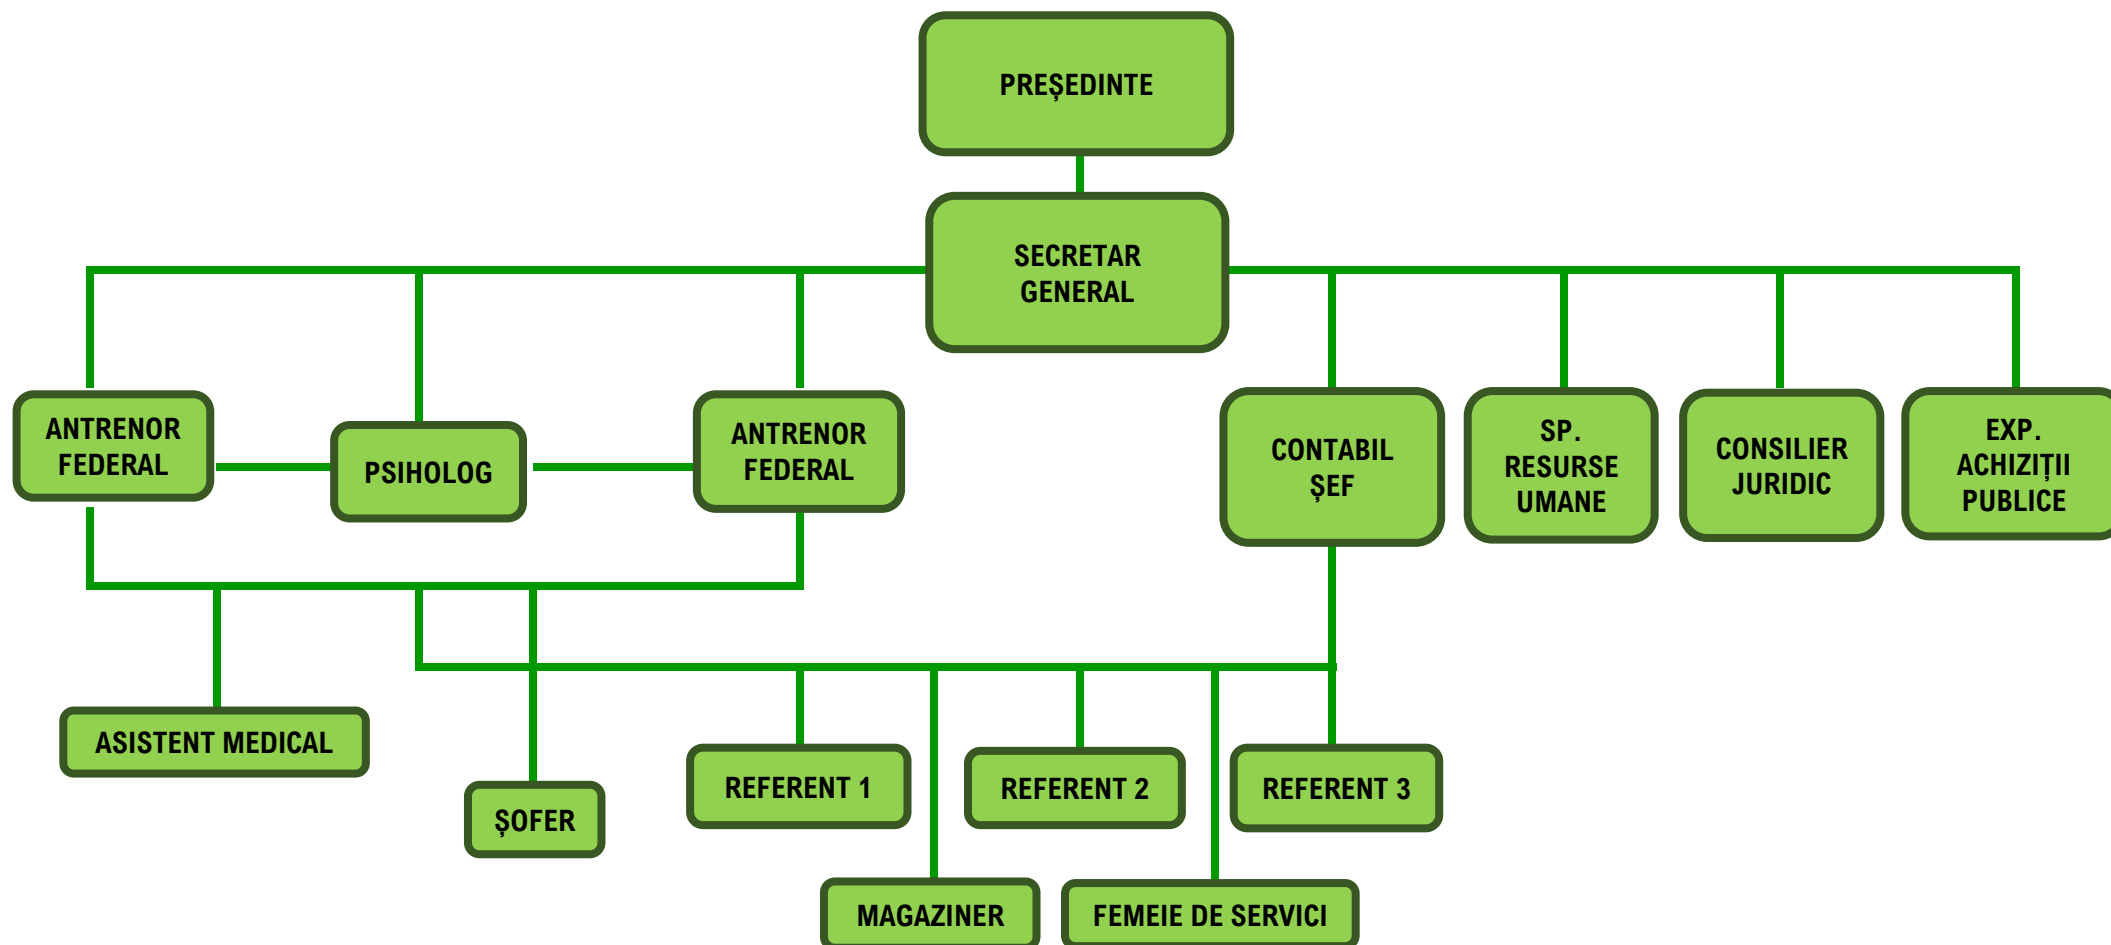 PREȘEDINTE
SECRETAR
GENERAL
ANTRENOR
FEDERAL
PSIHOLOG
ANTRENOR
FEDERAL
CONTABIL
ȘEF
SP.
RESURSE
UMANE
CONSILIER
JURIDIC
EXP.
ACHIZIȚII
PUBLICE
ASISTENT MEDICAL
ȘOFER
REFERENT 1
REFERENT 2
REFERENT 3
MAGAZINER
FEMEIE DE SERVICI